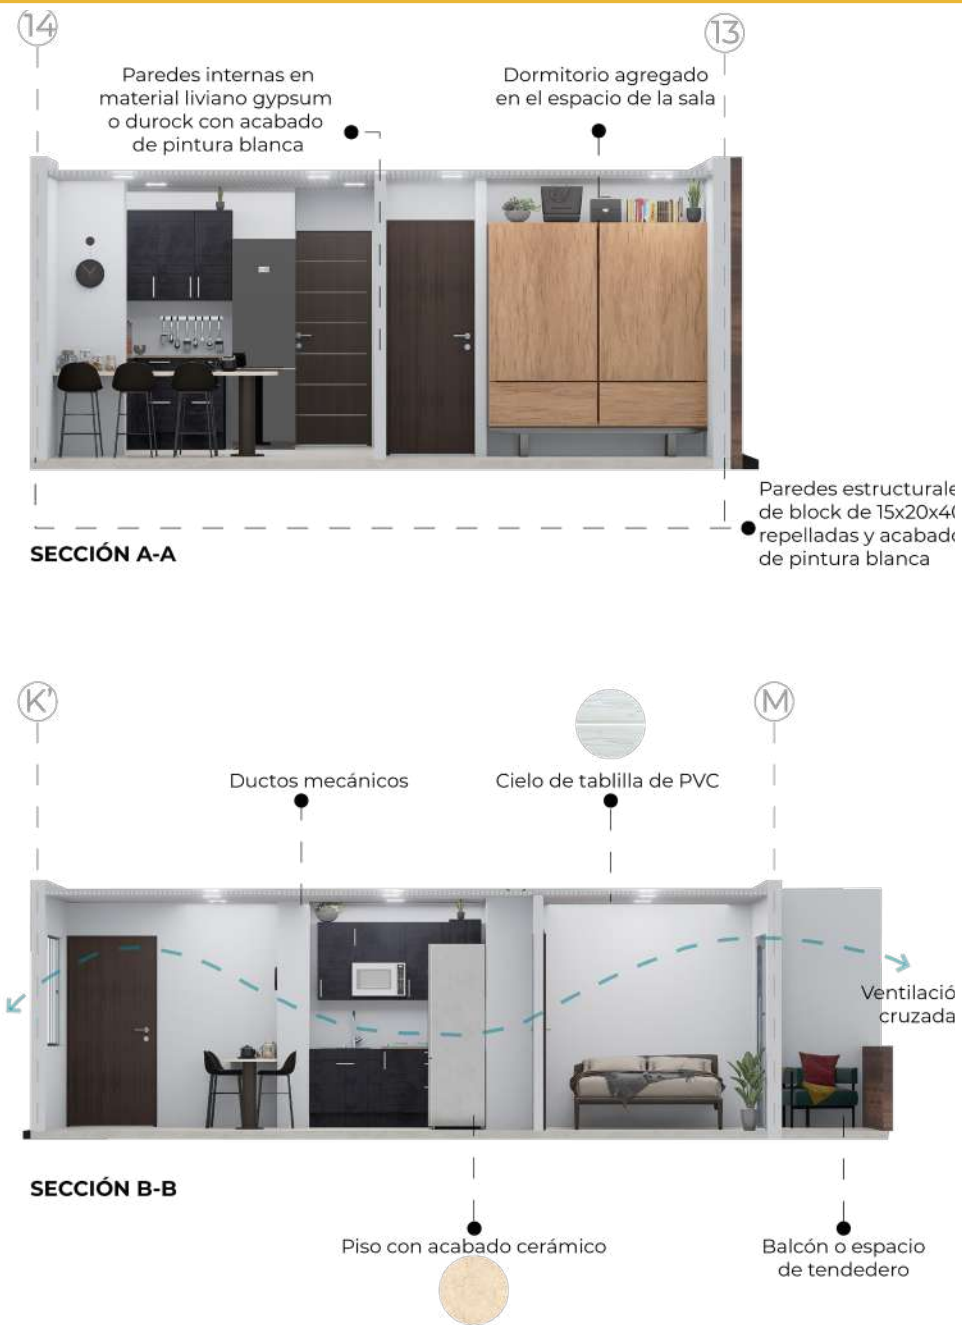 14
13
Paredes internas en
material liviano gypsum
o durock con acabado
de pintura blanca
Dormitorio agregado
en el espacio de la sala
Paredes estructurale
de block de 15x20x40
repelladas y acabado
de pintura blanca
SECCIÓN A-A
K'
M
Ductos mecánicos
Cielo de tablilla de PVC
Ventilació
cruzada
SECCIÓN B-B
Piso con acabado cerámico
Balcón o espacio
de tendedero